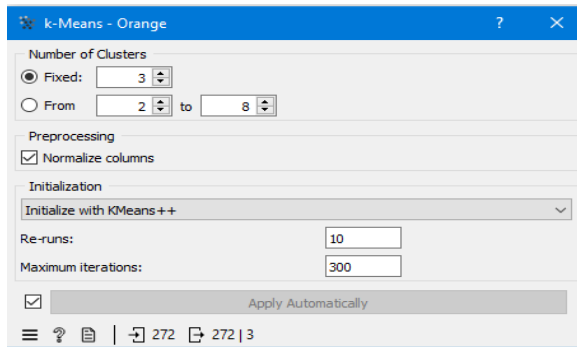 k-Means - Orange ? ×
Number of Clusters
Fixed: 3
From 2 to 8
Preprocessing
Normalize columns
Initialization
Initialize with KMeans++
Re-runs: 10
Maximum iterations: 300
Apply Automatically
? 272 272 | 3